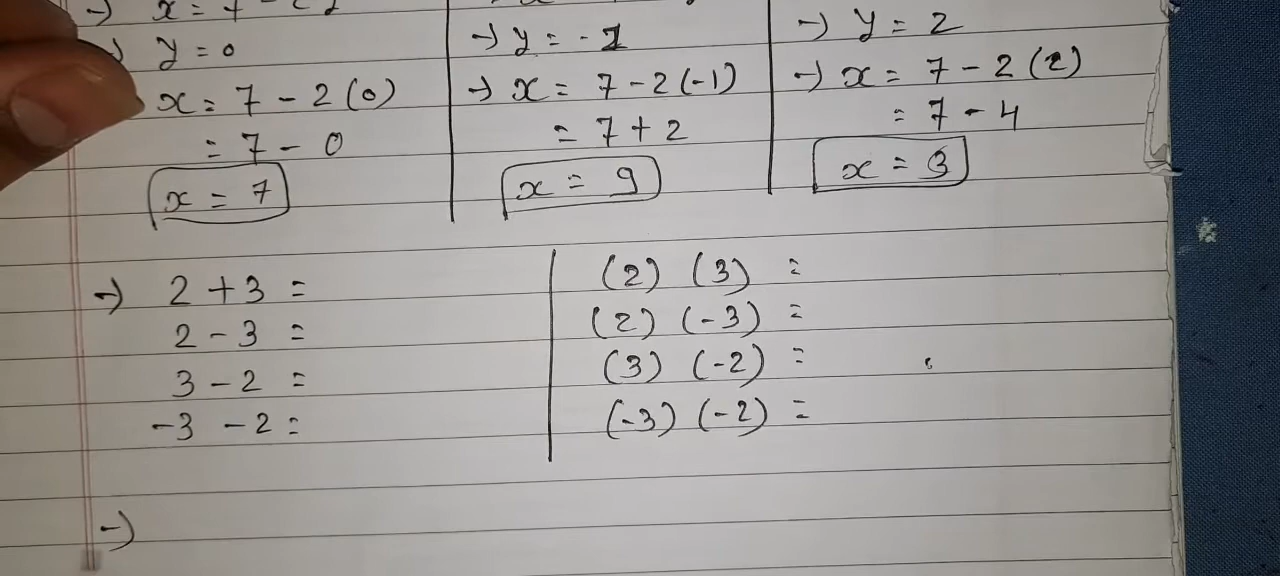 y = 0
x = 7 - 2 (0)
= 7 - 0
x = 7
-) y = - 1
-) x = 7 - 2 (-1)
= 7 + 2
x = 9
-) y = 2
-) x = 7 - 2 (2)
= 7 - 4
x = 3
-) 2 + 3 =
2 - 3 =
3 - 2 =
-3 - 2 =
(2) (3) =
(2) (-3) =
(3) (-2) =
(-3) (-2) =
-)